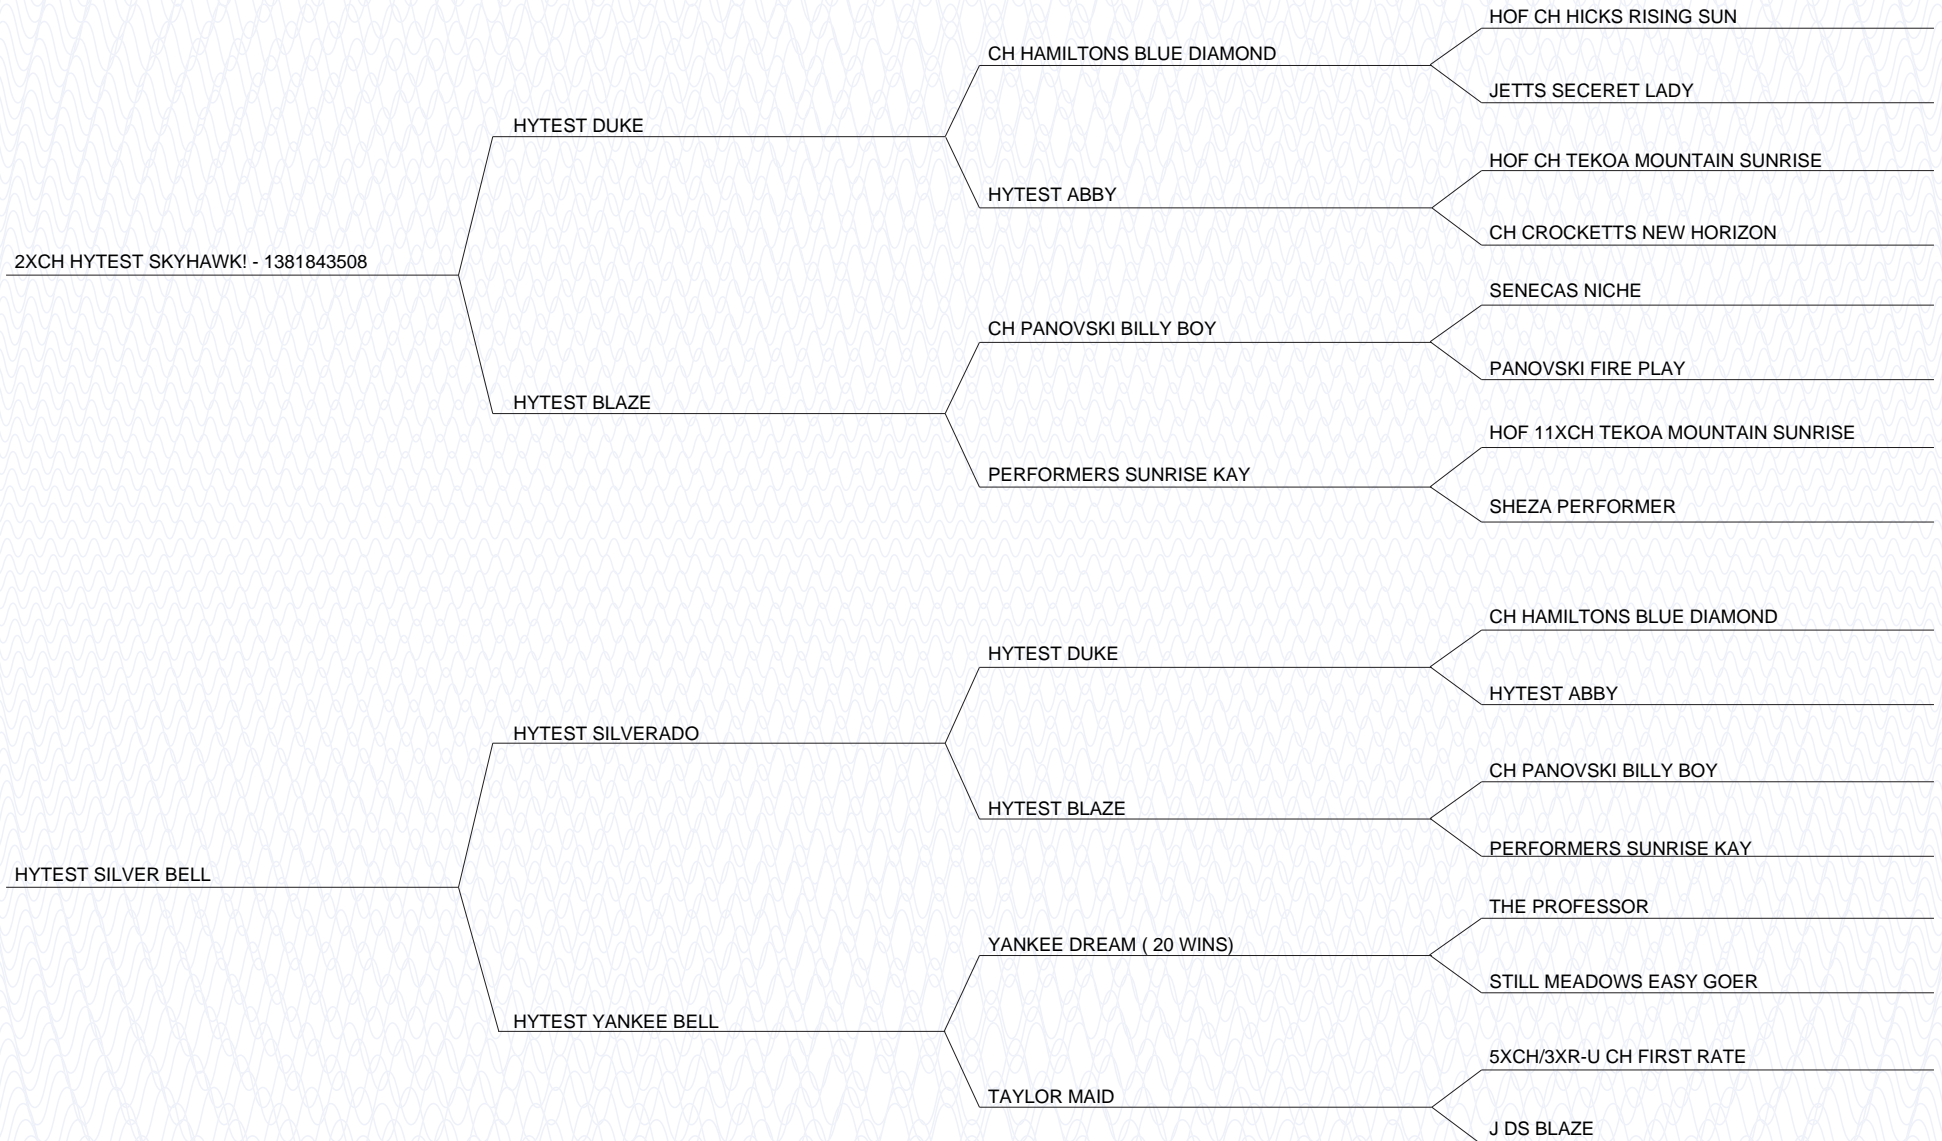 HOF CH HICKS RISING SUN
CH HAMILTONS BLUE DIAMOND
JETTS SECERET LADY
HYTEST DUKE
HOF CH TEKOA MOUNTAIN SUNRISE
HYTEST ABBY
CH CROCKETTS NEW HORIZON
2XCH HYTEST SKYHAWK! - 1381843508
SENECAS NICHE
CH PANOVSKI BILLY BOY
PANOVSKI FIRE PLAY
HYTEST BLAZE
HOF 11XCH TEKOA MOUNTAIN SUNRISE
PERFORMERS SUNRISE KAY
SHEZA PERFORMER
CH HAMILTONS BLUE DIAMOND
HYTEST DUKE
HYTEST ABBY
HYTEST SILVERADO
CH PANOVSKI BILLY BOY
HYTEST BLAZE
PERFORMERS SUNRISE KAY
HYTEST SILVER BELL
THE PROFESSOR
YANKEE DREAM ( 20 WINS)
STILL MEADOWS EASY GOER
HYTEST YANKEE BELL
5XCH/3XR-U CH FIRST RATE
TAYLOR MAID
J DS BLAZE